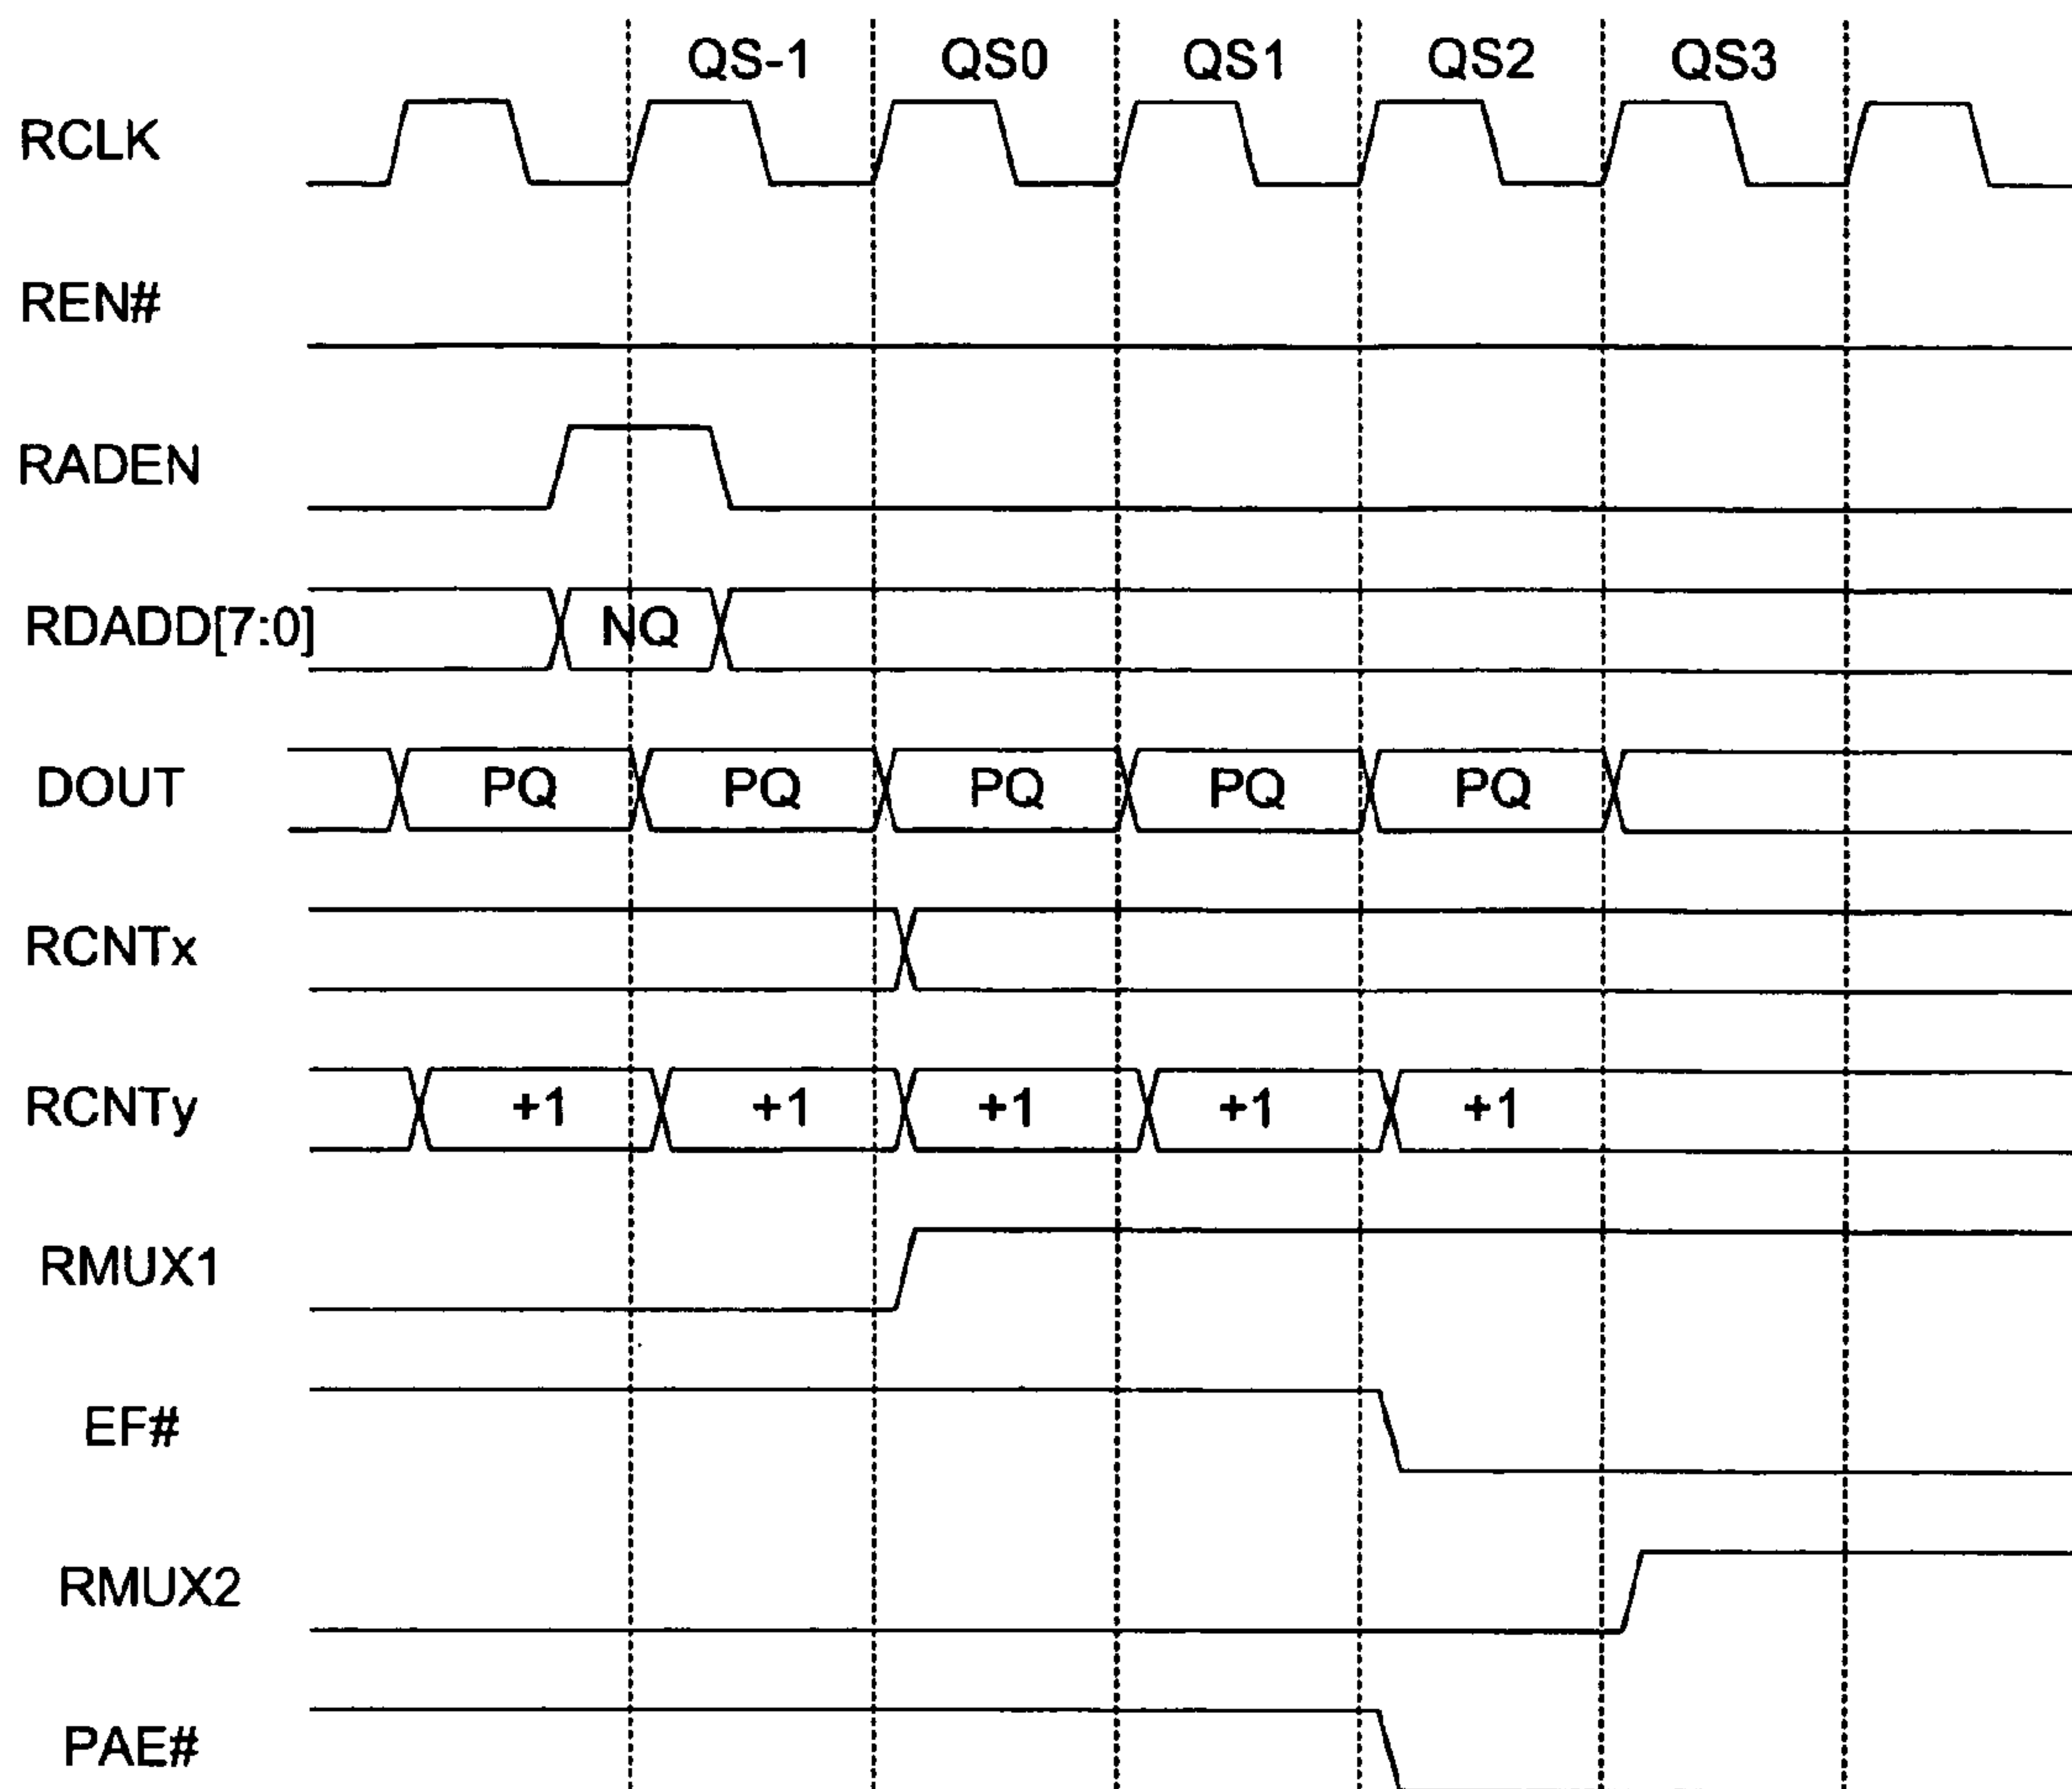 QS-1 QS0 QS1 QS2 QS3
RCLK
REN#
RADEN
RDADD[7:0] NQ
DOUT PQ PQ PQ PQ PQ
RCNTx
RCNTy +1 +1 +1 +1 +1
RMUX1
EF#
RMUX2
PAE#